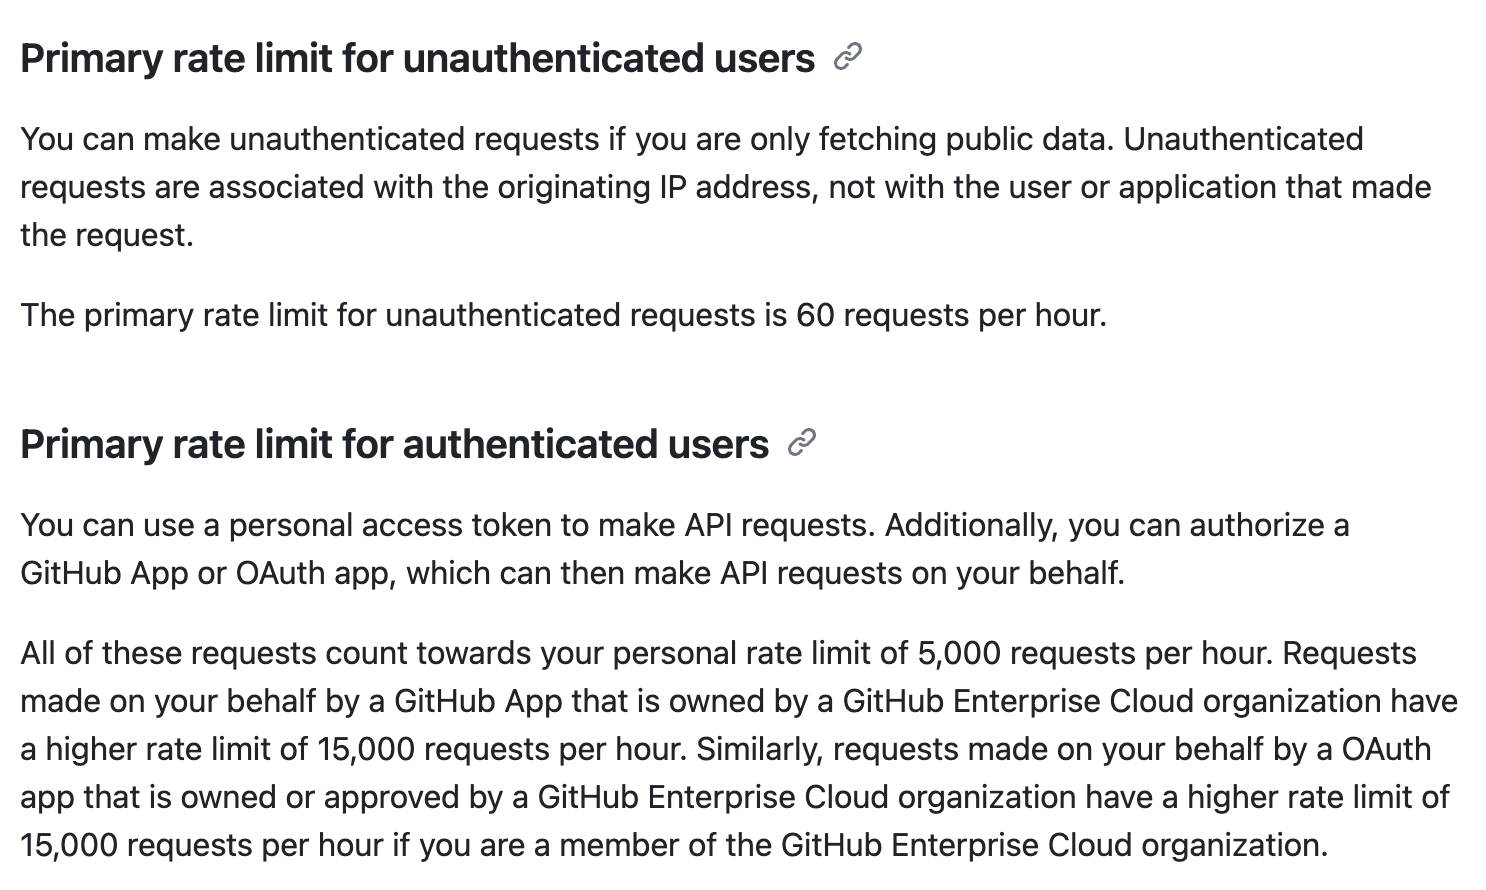 Primary rate limit for unauthenticated users
You can make unauthenticated requests if you are only fetching public data. Unauthenticated
requests are associated with the originating IP address, not with the user or application that made
the request.
The primary rate limit for unauthenticated requests is 60 requests per hour.
Primary rate limit for authenticated users
You can use a personal access token to make API requests. Additionally, you can authorize a
GitHub App or OAuth app, which can then make API requests on your behalf.
All of these requests count towards your personal rate limit of 5,000 requests per hour. Requests
made on your behalf by a GitHub App that is owned by a GitHub Enterprise Cloud organization have
a higher rate limit of 15,000 requests per hour. Similarly, requests made on your behalf by a OAuth
app that is owned or approved by a GitHub Enterprise Cloud organization have a higher rate limit of
15,000 requests per hour if you are a member of the GitHub Enterprise Cloud organization.